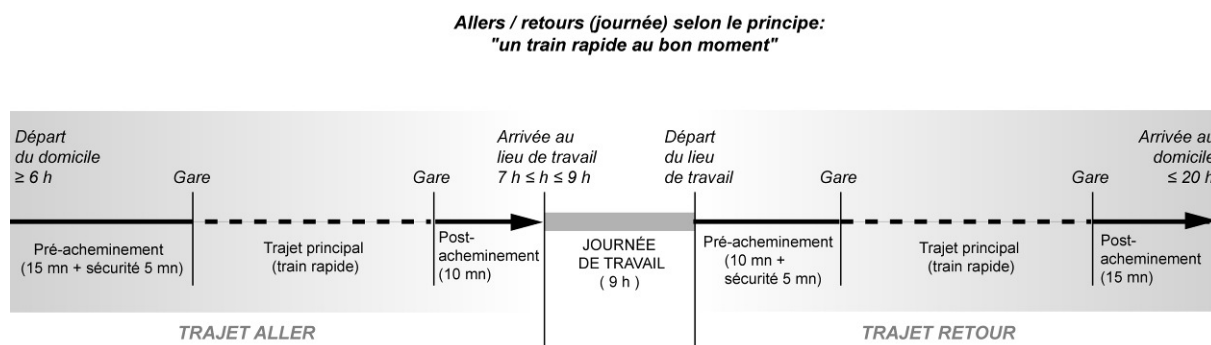 Allers / retours (journée) selon le principe:
"un train rapide au bon moment"
Départ
du domicile
≥ 6 h
Gare
Gare
Arrivée au
lieu de travail
7 h ≤ h ≤ 9 h
Départ
du lieu
de travail
Gare
Gare
Arrivée au
domicile
≤ 20 h
Pré-acheminement
(15 mn + sécurité 5 mn)
Trajet principal
(train rapide)
Post-
acheminement
(10 mn)
JOURNÉE
DE TRAVAIL
( 9 h )
Pré-acheminement
(10 mn +
sécurité 5 mn)
Trajet principal
(train rapide)
Post-
acheminement
(15 mn)
TRAJET ALLER
TRAJET RETOUR